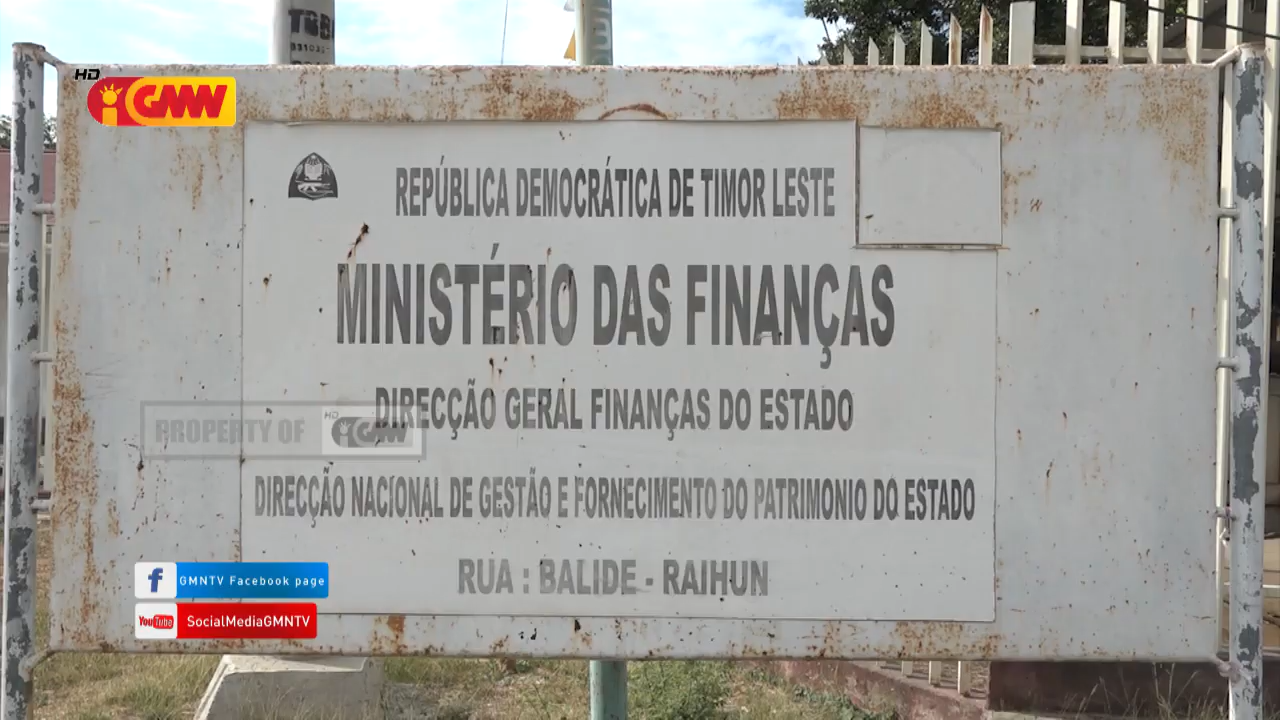 HD
GMN
REPÚBLICA DEMOCRÁTICA DE TIMOR LESTE
MINISTÉRIO DAS FINANÇAS
DIRECÇÃO GERAL FINANÇAS DO ESTADO
PROPERTY OF HD GMN
DIRECÇÃO NACIONAL DE GESTÃO E FORNECIMENTO DO PATRIMONIO DO ESTADO
RUA : BALIDE - RAIHUN
f GMNTV Facebook page
YouTube SocialMediaGMNTV